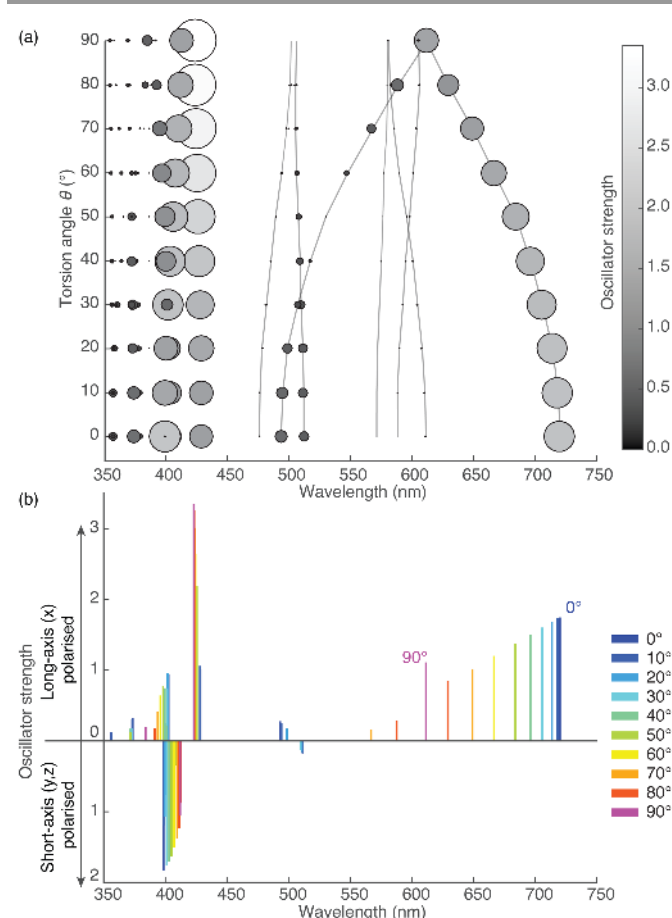 (a)
90
80
70
60
50
40
30
20
10
0
Torsion angle θ (°)
350 400 450 500 550 600 650 700 750
Wavelength (nm)
3.0
2.5
2.0
1.5
1.0
0.5
0.0
Oscillator strength
(b)
3
2
1
0
1
2
Oscillator strength
Long-axis (x)
polarised
Short-axis (y,z)
polarised
90°
0°
350 400 450 500 550 600 650 700 750
Wavelength (nm)
0°
10°
20°
30°
40°
50°
60°
70°
80°
90°